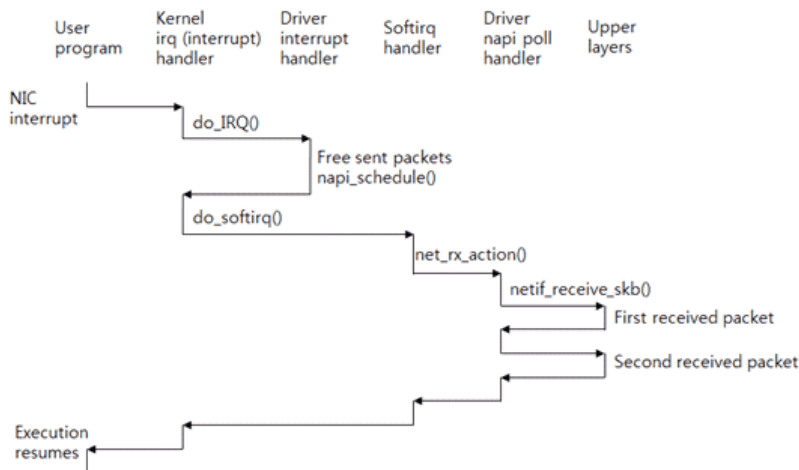 User
program
Kernel
irq (interrupt)
handler
Driver
interrupt
handler
Softirq
handler
Driver
napi poll
handler
Upper
layers
NIC
interrupt
do_IRQ()
Free sent packets
napi_schedule()
do_softirq()
net_rx_action()
netif_receive_skb()
First received packet
Second received packet
Execution
resumes